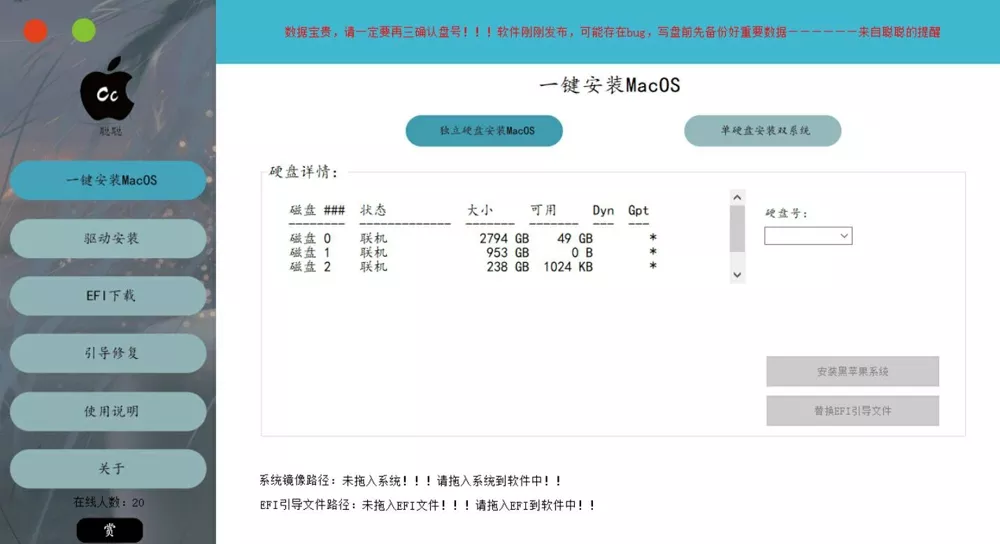 数据宝贵，请一定要再三确认盘号！！！软件刚刚发布，可能存在bug，写盘前先备份好重要数据－－－－－－来自聪聪的提醒
Cc
聪聪
一键安装MacOS
驱动安装
EFI下载
引导修复
使用说明
关于
在线人数：20
赏
一键安装MacOS
独立硬盘安装MacOS
单硬盘安装双系统
硬盘详情：
磁盘 ### 状态 大小 可用 Dyn Gpt
-------- ------------- ------- ------- --- ---
磁盘 0 联机 2794 GB 49 GB *
磁盘 1 联机 953 GB 0 B *
磁盘 2 联机 238 GB 1024 KB *
硬盘号：
安装黑苹果系统
替换EFI引导文件
系统镜像路径：未拖入系统！！！请拖入系统到软件中！！
EFI引导文件路径：未拖入EFI文件！！！请拖入EFI到软件中！！